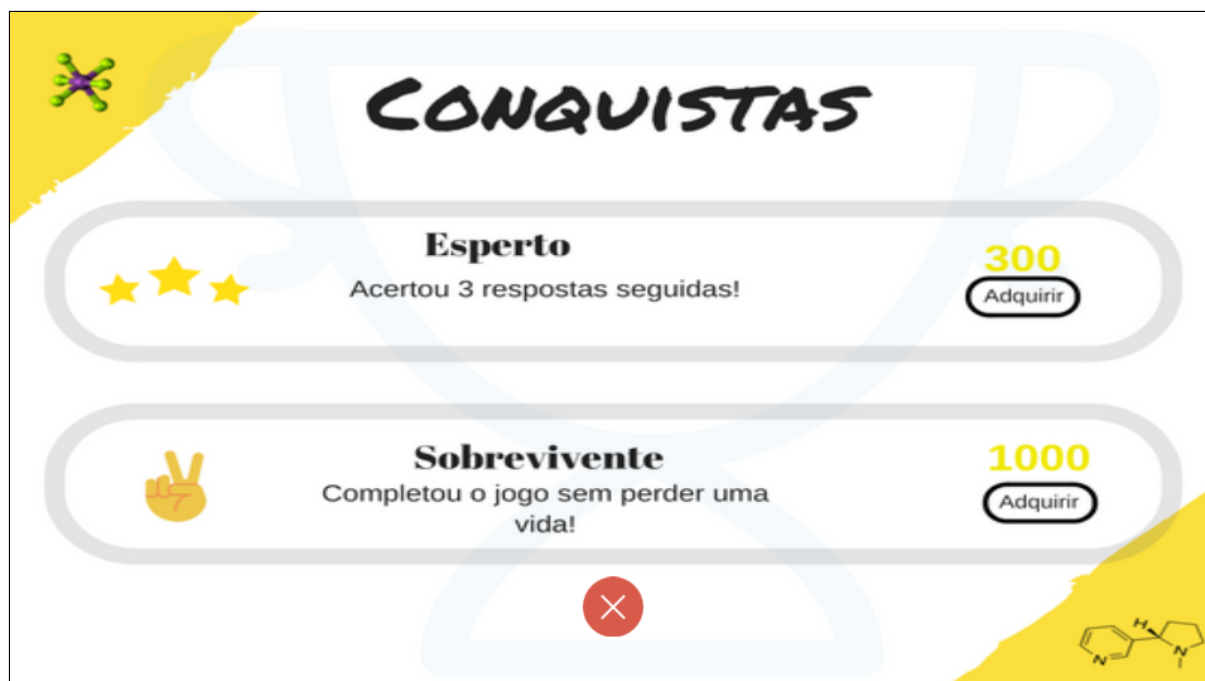 CONQUISTAS
Esperto
Acertou 3 respostas seguidas!
300
Adquirir
Sobrevivente
Completou o jogo sem perder uma
vida!
1000
Adquirir
H
N
N